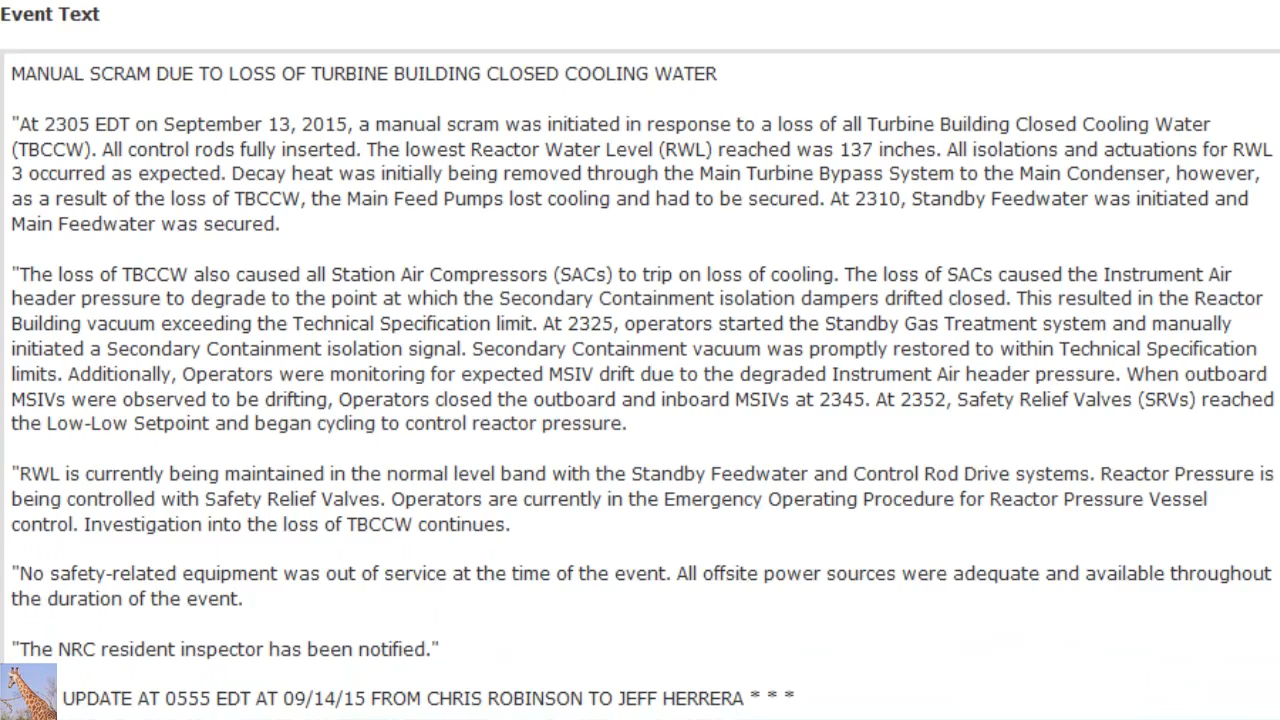 Event Text
MANUAL SCRAM DUE TO LOSS OF TURBINE BUILDING CLOSED COOLING WATER
"At 2305 EDT on September 13, 2015, a manual scram was initiated in response to a loss of all Turbine Building Closed Cooling Water
(TBCCW). All control rods fully inserted. The lowest Reactor Water Level (RWL) reached was 137 inches. All isolations and actuations for RWL
3 occurred as expected. Decay heat was initially being removed through the Main Turbine Bypass System to the Main Condenser, however,
as a result of the loss of TBCCW, the Main Feed Pumps lost cooling and had to be secured. At 2310, Standby Feedwater was initiated and
Main Feedwater was secured.
"The loss of TBCCW also caused all Station Air Compressors (SACs) to trip on loss of cooling. The loss of SACs caused the Instrument Air
header pressure to degrade to the point at which the Secondary Containment isolation dampers drifted closed. This resulted in the Reactor
Building vacuum exceeding the Technical Specification limit. At 2325, operators started the Standby Gas Treatment system and manually
initiated a Secondary Containment isolation signal. Secondary Containment vacuum was promptly restored to within Technical Specification
limits. Additionally, Operators were monitoring for expected MSIV drift due to the degraded Instrument Air header pressure. When outboard
MSIVs were observed to be drifting, Operators closed the outboard and inboard MSIVs at 2345. At 2352, Safety Relief Valves (SRVs) reached
the Low-Low Setpoint and began cycling to control reactor pressure.
"RWL is currently being maintained in the normal level band with the Standby Feedwater and Control Rod Drive systems. Reactor Pressure is
being controlled with Safety Relief Valves. Operators are currently in the Emergency Operating Procedure for Reactor Pressure Vessel
control. Investigation into the loss of TBCCW continues.
"No safety-related equipment was out of service at the time of the event. All offsite power sources were adequate and available throughout
the duration of the event.
"The NRC resident inspector has been notified."
UPDATE AT 0555 EDT AT 09/14/15 FROM CHRIS ROBINSON TO JEFF HERRERA * * *